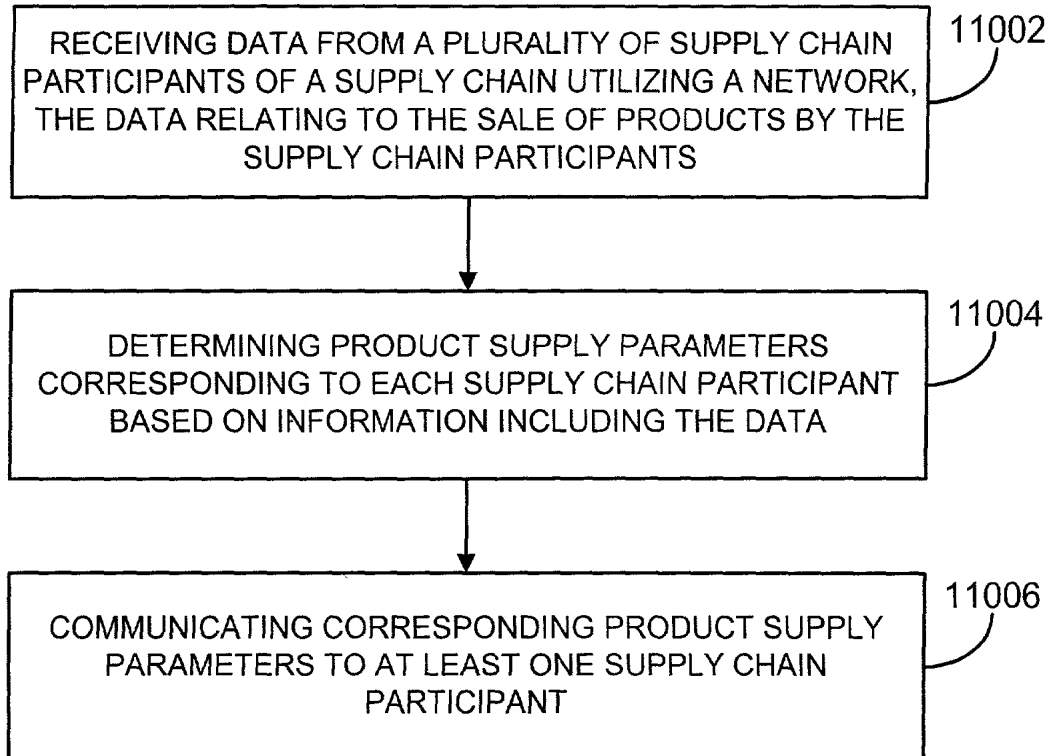 RECEIVING DATA FROM A PLURALITY OF SUPPLY CHAIN
PARTICIPANTS OF A SUPPLY CHAIN UTILIZING A NETWORK,
THE DATA RELATING TO THE SALE OF PRODUCTS BY THE
SUPPLY CHAIN PARTICIPANTS
11002
DETERMINING PRODUCT SUPPLY PARAMETERS
CORRESPONDING TO EACH SUPPLY CHAIN PARTICIPANT
BASED ON INFORMATION INCLUDING THE DATA
11004
COMMUNICATING CORRESPONDING PRODUCT SUPPLY
PARAMETERS TO AT LEAST ONE SUPPLY CHAIN
PARTICIPANT
11006